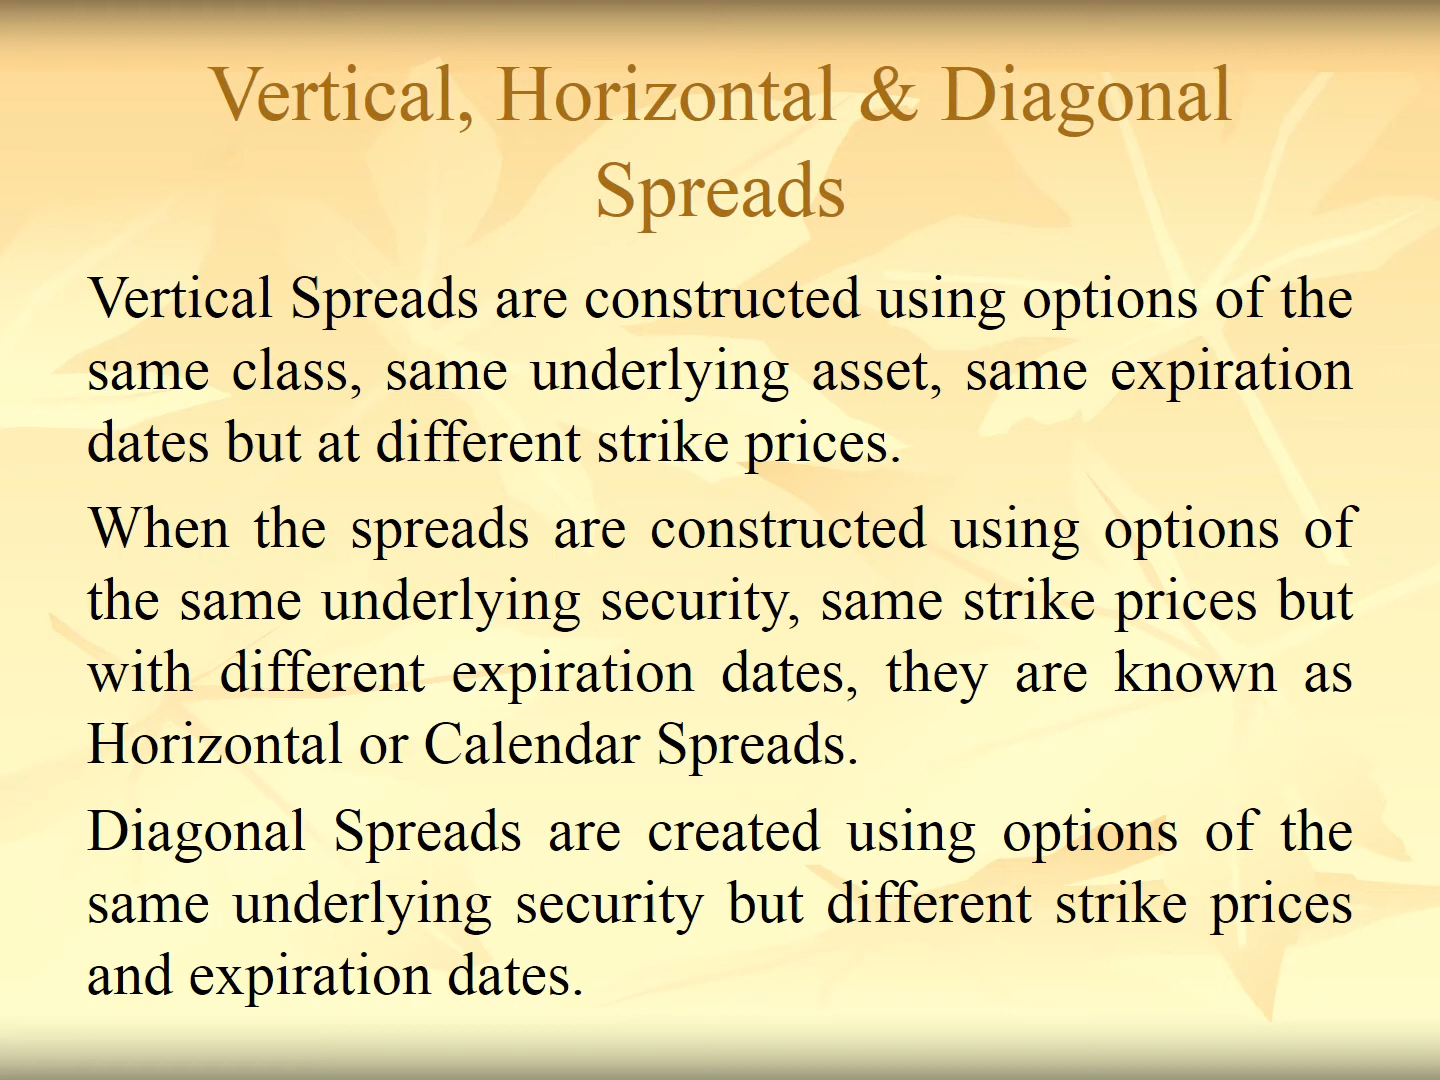 Vertical, Horizontal & Diagonal
Spreads
Vertical Spreads are constructed using options of the
same class, same underlying asset, same expiration
dates but at different strike prices.
When the spreads are constructed using options of
the same underlying security, same strike prices but
with different expiration dates, they are known as
Horizontal or Calendar Spreads.
Diagonal Spreads are created using options of the
same underlying security but different strike prices
and expiration dates.